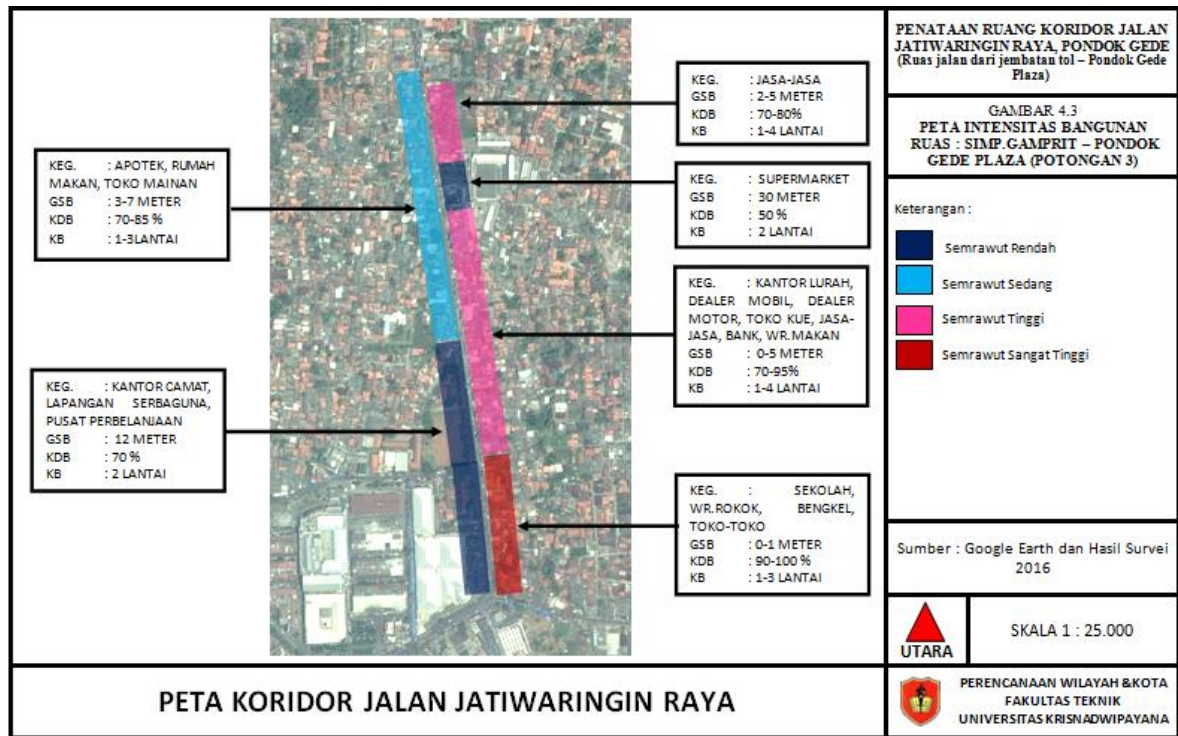 KEG. : APOTEK, RUMAH
MAKAN, TOKO MAINAN
GSB : 3-7 METER
KDB : 70-85 %
KB : 1-3LANTAI
KEG. : KANTOR CAMAT,
LAPANGAN SERBAGUNA,
PUSAT PERBELANJAAN
GSB : 12 METER
KDB : 70 %
KB : 2 LANTAI
KEG. : JASA-JASA
GSB : 2-5 METER
KDB : 70-80%
KB : 1-4 LANTAI
KEG. : SUPERMARKET
GSB : 30 METER
KDB : 50 %
KB : 2 LANTAI
KEG. : KANTOR LURAH,
DEALER MOBIL, DEALER
MOTOR, TOKO KUE, JASA-
JASA, BANK, WR.MAKAN
GSB : 0-5 METER
KDB : 70-95%
KB : 1-4 LANTAI
KEG. : SEKOLAH,
WR.ROKOK, BENGKEL,
TOKO-TOKO
GSB : 0-1 METER
KDB : 90-100 %
KB : 1-3 LANTAI
PENATAAN RUANG KORIDOR JALAN
JATIWARINGIN RAYA, PONDOK GEDE
(Ruas jalan dari jembatan tol – Pondok Gede
Plaza)
GAMBAR 4.3
PETA INTENSITAS BANGUNAN
RUAS : SIMP.GAMPRIT – PONDOK
GEDE PLAZA (POTONGAN 3)
Keterangan :
Semrawut Rendah
Semrawut Sedang
Semrawut Tinggi
Semrawut Sangat Tinggi
Sumber : Google Earth dan Hasil Survei
2016
UTARA
SKALA 1 : 25.000
PETA KORIDOR JALAN JATIWARINGIN RAYA
PERENCANAAN WILAYAH &KOTA
FAKULTAS TEKNIK
UNIVERSITAS KRISNADWIPAYANA